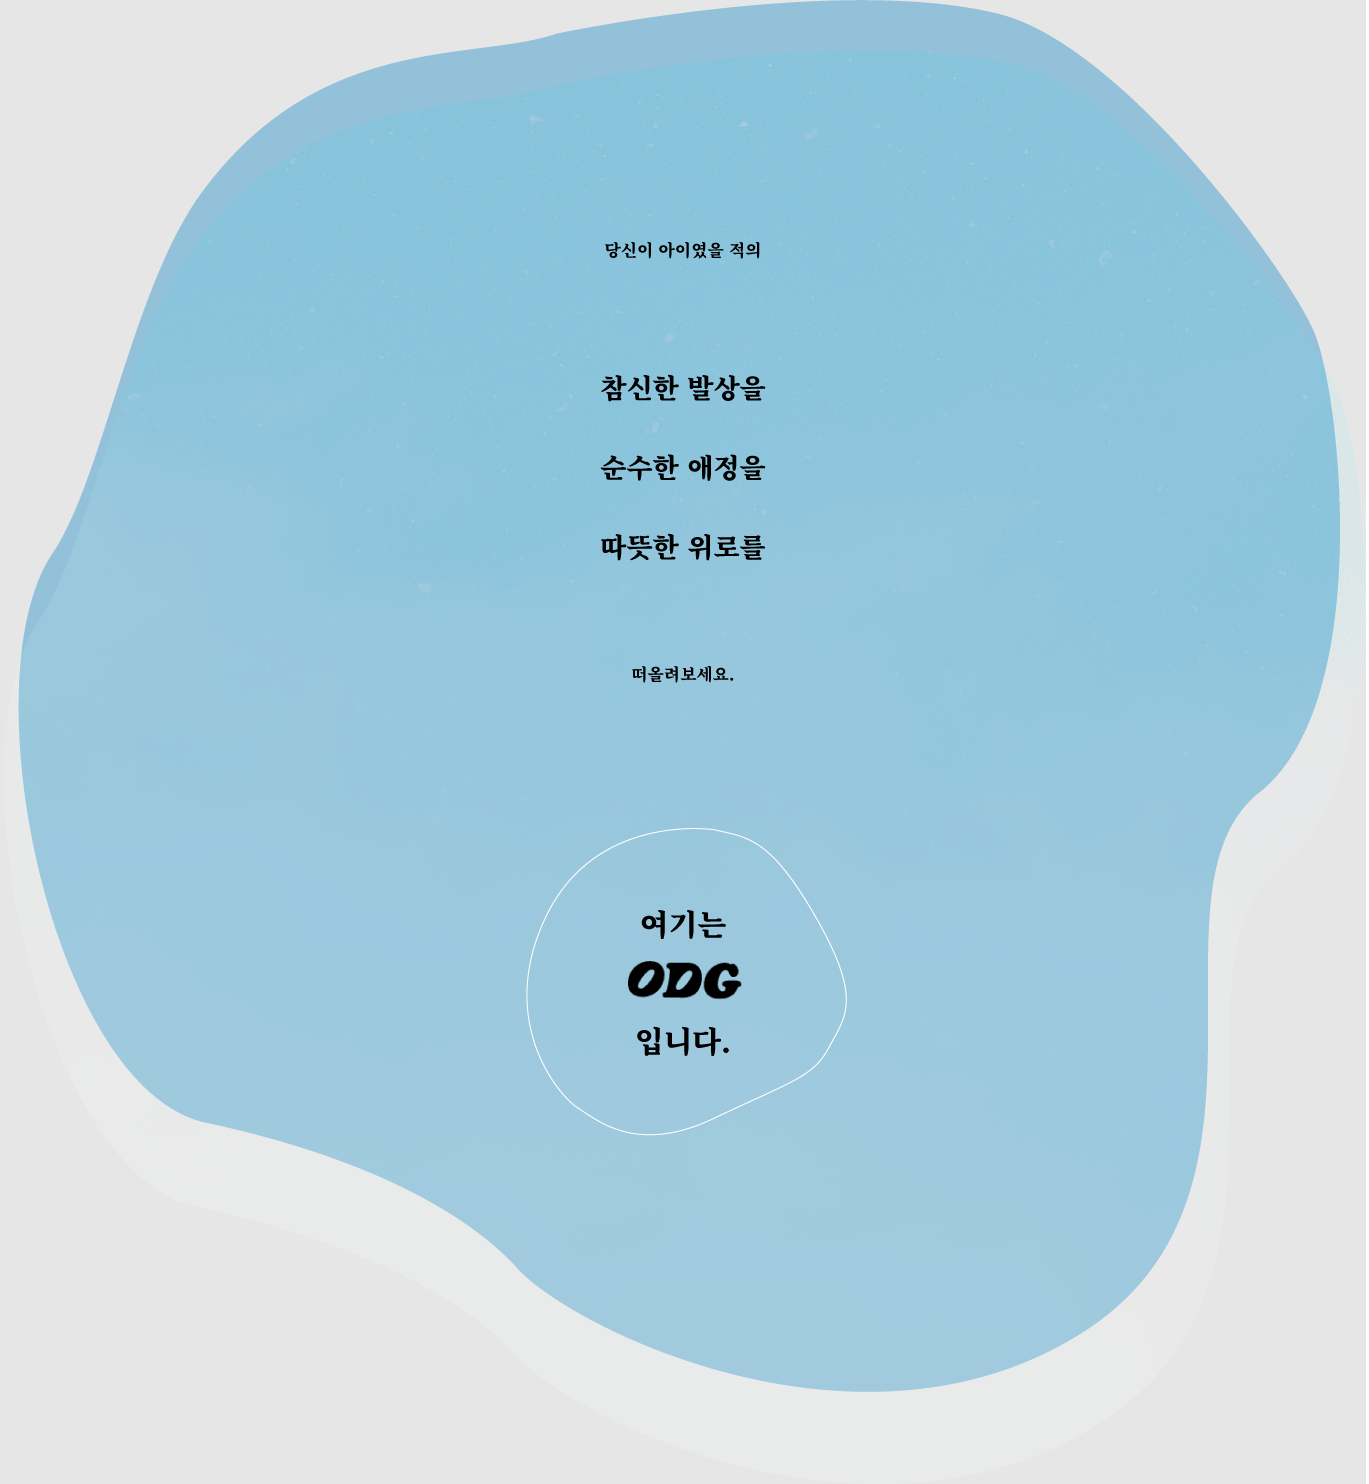 당신이 아이였을 적의
참신한 발상을
순수한 애정을
따뜻한 위로를
떠올려보세요.
여기는
ODG
입니다.